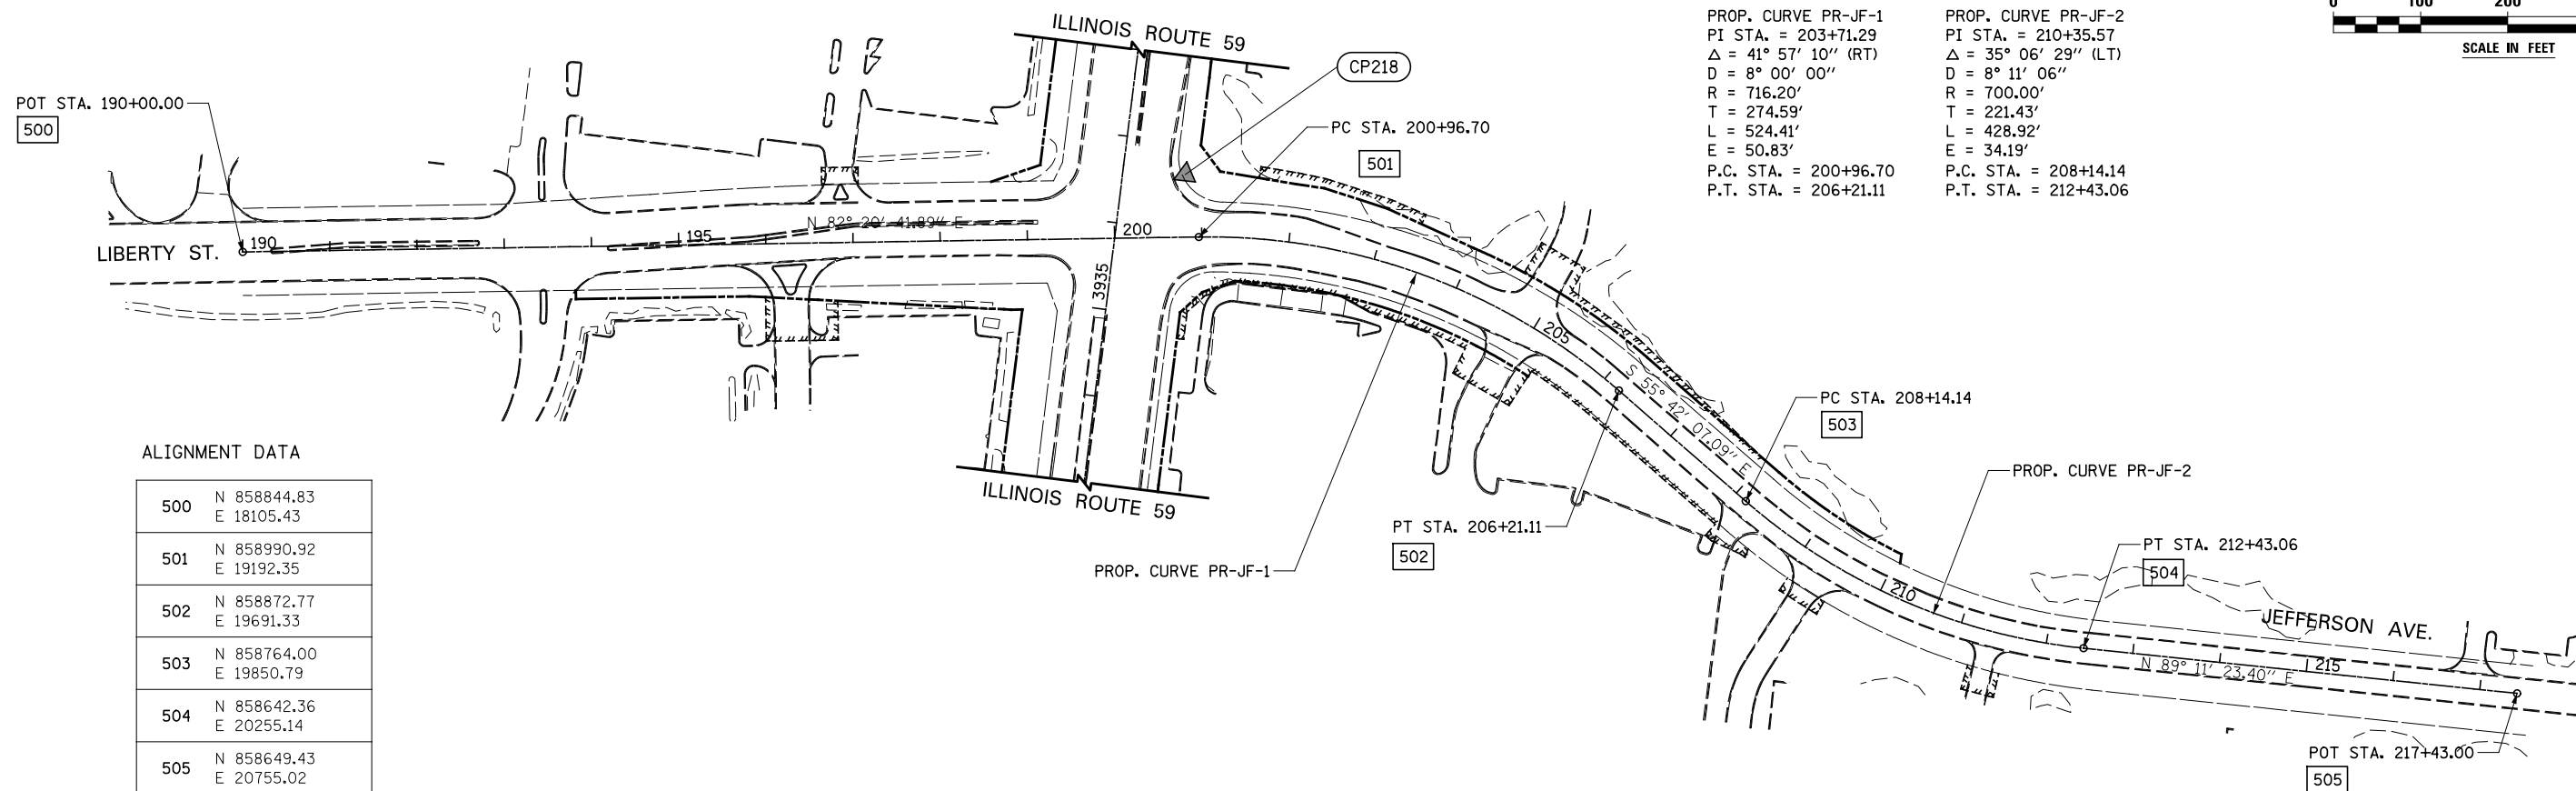 ILLINOIS ROUTE 59
CP218
POT STA. 190+00.00
500
PC STA. 200+96.70
501
PROP. CURVE PR-JF-1
PI STA. = 203+71.29
Δ = 41° 57' 10'' (RT)
D = 8° 00' 00''
R = 716.20'
T = 274.59'
L = 524.41'
E = 50.83'
P.C. STA. = 200+96.70
P.T. STA. = 206+21.11
PROP. CURVE PR-JF-2
PI STA. = 210+35.57
Δ = 35° 06' 29'' (LT)
D = 8° 11' 06''
R = 700.00'
T = 221.43'
L = 428.92'
E = 34.19'
P.C. STA. = 208+14.14
P.T. STA. = 212+43.06
0 100 200
SCALE IN FEET
LIBERTY ST.
190
195
N 82° 20' 41.89'' E
200
3935
205
S 55° 42' 07.09'' E
PC STA. 208+14.14
503
PROP. CURVE PR-JF-2
ILLINOIS ROUTE 59
PT STA. 206+21.11
502
PROP. CURVE PR-JF-1
210
PT STA. 212+43.06
504
JEFFERSON AVE.
N 89° 11' 23.40'' E
215
POT STA. 217+43.00
505
ALIGNMENT DATA
500 N 858844.83
E 18105.43
501 N 858990.92
E 19192.35
502 N 858872.77
E 19691.33
503 N 858764.00
E 19850.79
504 N 858642.36
E 20255.14
505 N 858649.43
E 20755.02